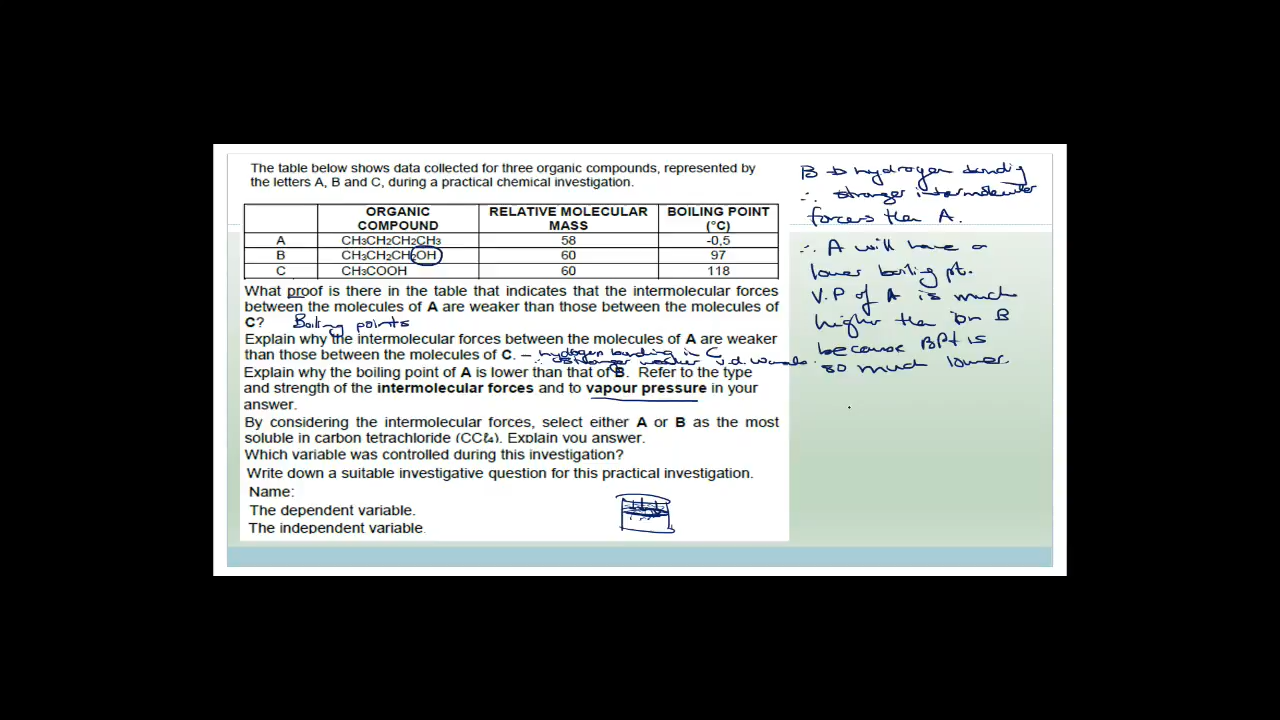 The table below shows data collected for three organic compounds, represented by
the letters A, B and C, during a practical chemical investigation.
ORGANIC COMPOUND RELATIVE MOLECULAR MASS BOILING POINT (°C)
A CH₃CH₂CH₂CH₃ 58 -0,5
B CH₃CH₂CH₂OH 60 97
C CH₃COOH 60 118
What proof is there in the table that indicates that the intermolecular forces
between the molecules of A are weaker than those between the molecules of
C? Boiling points
Explain why the intermolecular forces between the molecules of A are weaker
than those between the molecules of C. – hydrogen bonding in C
∴ stronger weaker v.d. Waals
Explain why the boiling point of A is lower than that of B. Refer to the type
and strength of the intermolecular forces and to vapour pressure in your
answer.
By considering the intermolecular forces, select either A or B as the most
soluble in carbon tetrachloride (CCℓ₄). Explain you answer.
Which variable was controlled during this investigation?
Write down a suitable investigative question for this practical investigation.
Name:
The dependent variable.
The independent variable.
B → hydrogen bonding
∴ stronger intermolecular
forces than A.
∴ A will have a
lower boiling pt.
V.P of A is much
higher than in B
because BPt is
so much lower.